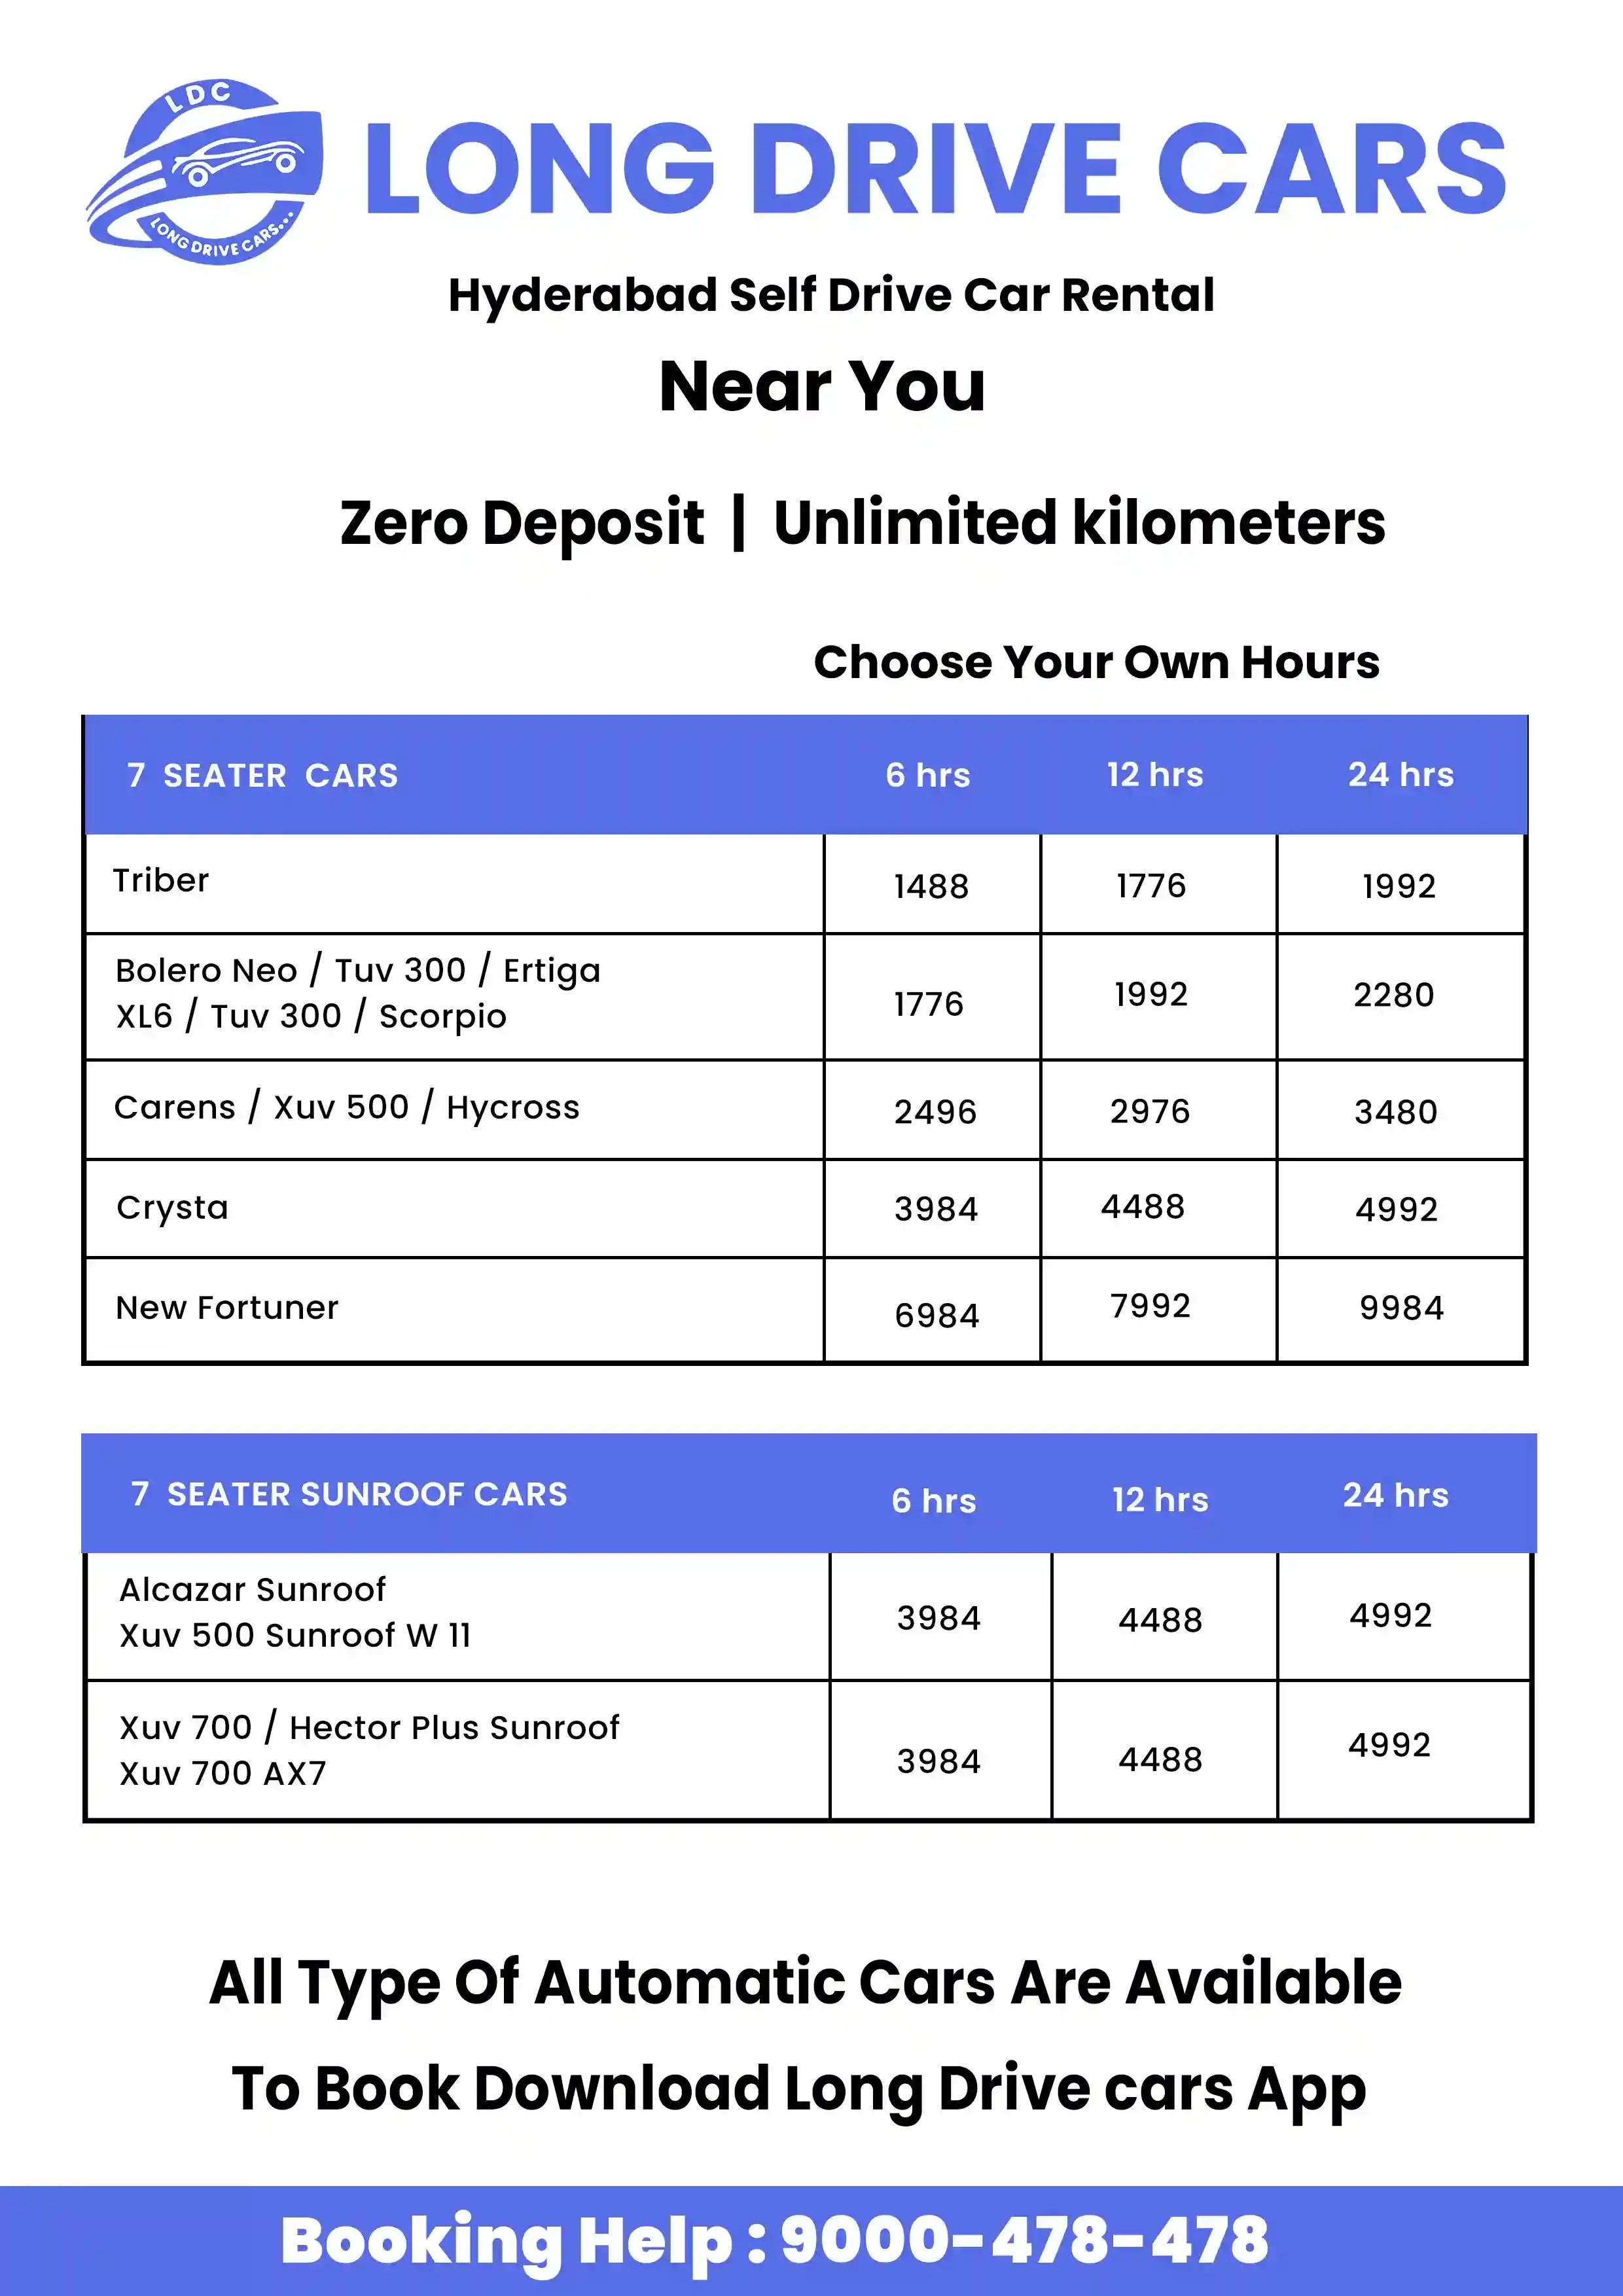 LDC
LONG DRIVE CARS...
LONG DRIVE CARS
Hyderabad Self Drive Car Rental
Near You
Zero Deposit | Unlimited kilometers
Choose Your Own Hours
7 SEATER CARS 6 hrs 12 hrs 24 hrs
Triber 1488 1776 1992
Bolero Neo / Tuv 300 / Ertiga
XL6 / Tuv 300 / Scorpio 1776 1992 2280
Carens / Xuv 500 / Hycross 2496 2976 3480
Crysta 3984 4488 4992
New Fortuner 6984 7992 9984
7 SEATER SUNROOF CARS 6 hrs 12 hrs 24 hrs
Alcazar Sunroof
Xuv 500 Sunroof W 11 3984 4488 4992
Xuv 700 / Hector Plus Sunroof
Xuv 700 AX7 3984 4488 4992
All Type Of Automatic Cars Are Available
To Book Download Long Drive cars App
Booking Help : 9000-478-478